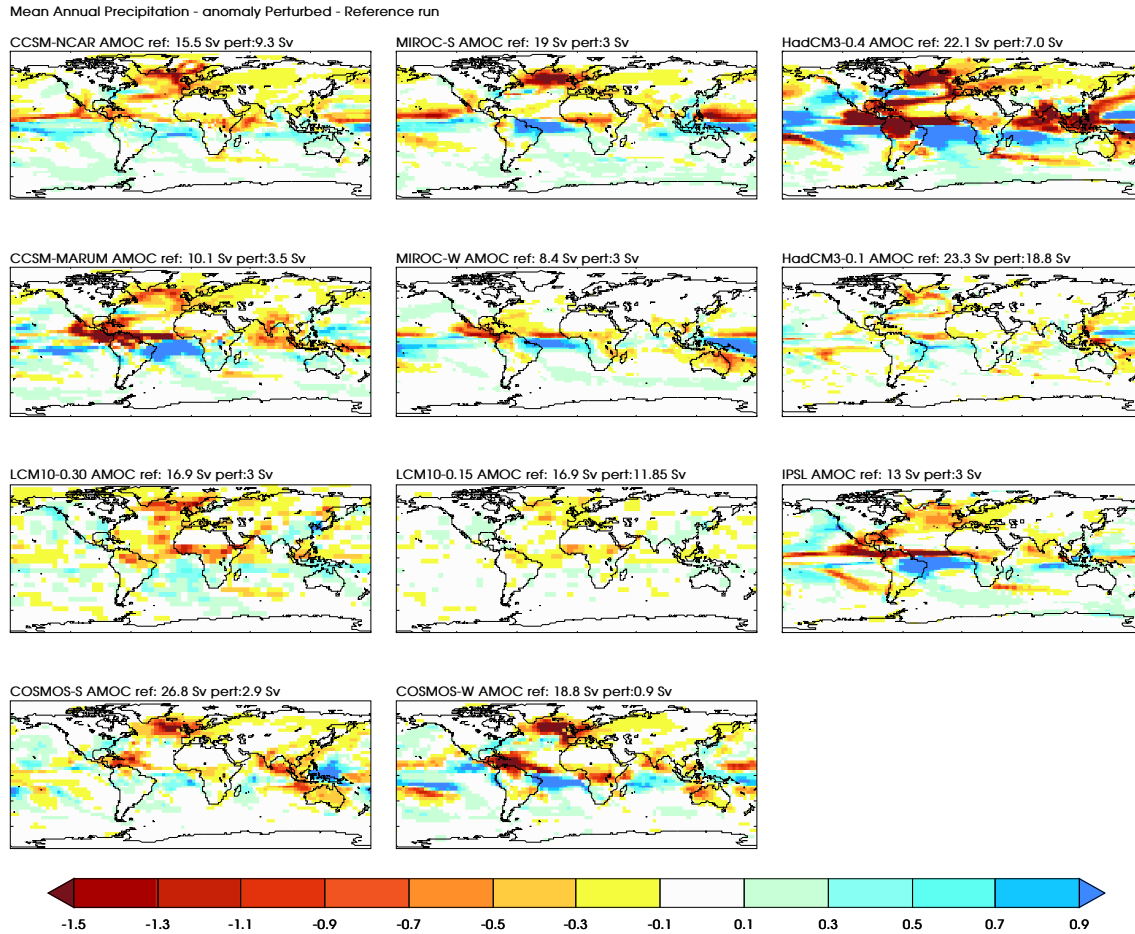 Mean Annual Precipitation - anomaly Perturbed - Reference run
CCSM-NCAR AMOC ref: 15.5 Sv pert:9.3 Sv
MIROC-S AMOC ref: 19 Sv pert:3 Sv
HadCM3-0.4 AMOC ref: 22.1 Sv pert:7.0 Sv
CCSM-MARUM AMOC ref: 10.1 Sv pert:3.5 Sv
MIROC-W AMOC ref: 8.4 Sv pert:3 Sv
HadCM3-0.1 AMOC ref: 23.3 Sv pert:18.8 Sv
LCM10-0.30 AMOC ref: 16.9 Sv pert:3 Sv
LCM10-0.15 AMOC ref: 16.9 Sv pert:11.85 Sv
IPSL AMOC ref: 13 Sv pert:3 Sv
COSMOS-S AMOC ref: 26.8 Sv pert:2.9 Sv
COSMOS-W AMOC ref: 18.8 Sv pert:0.9 Sv
-1.5 -1.3 -1.1 -0.9 -0.7 -0.5 -0.3 -0.1 0.1 0.3 0.5 0.7 0.9